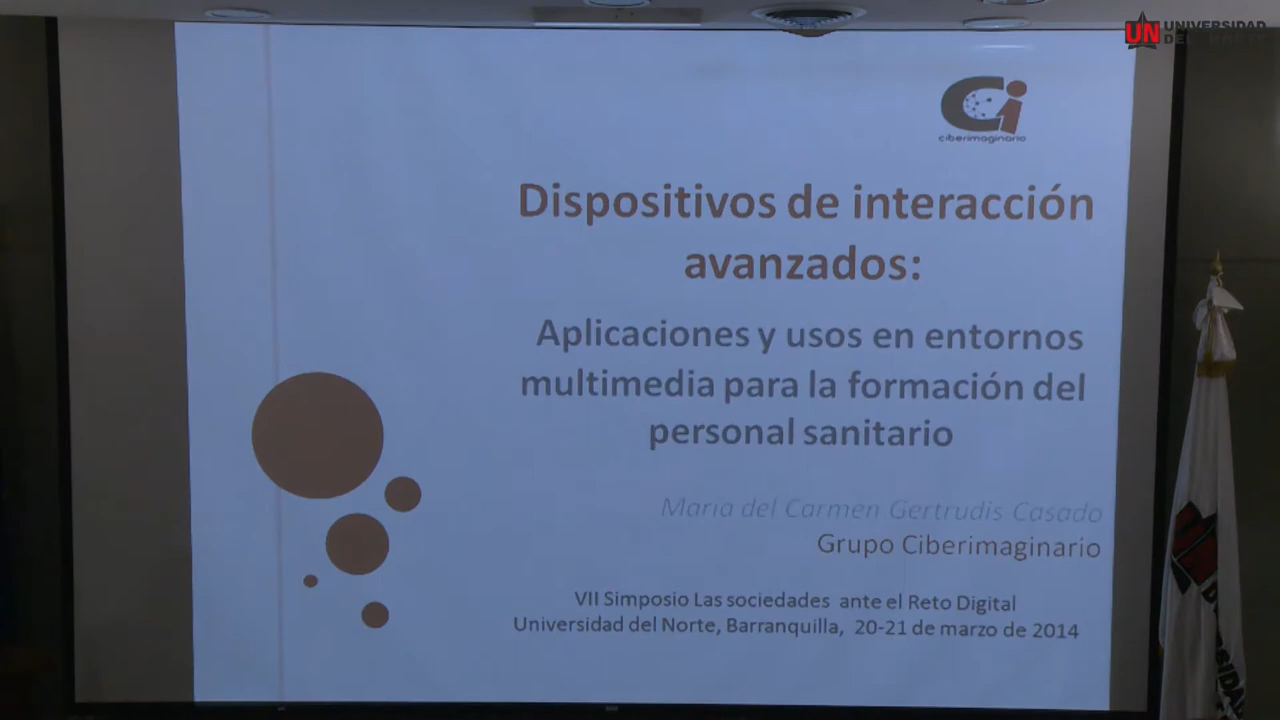 UN UNIVERSIDAD
Ci
ciberimaginario
Dispositivos de interacción
avanzados:
Aplicaciones y usos en entornos
multimedia para la formación del
personal sanitario
María del Carmen Gertrudis Casado
Grupo Ciberimaginario
VII Simposio Las sociedades ante el Reto Digital
Universidad del Norte, Barranquilla, 20-21 de marzo de 2014